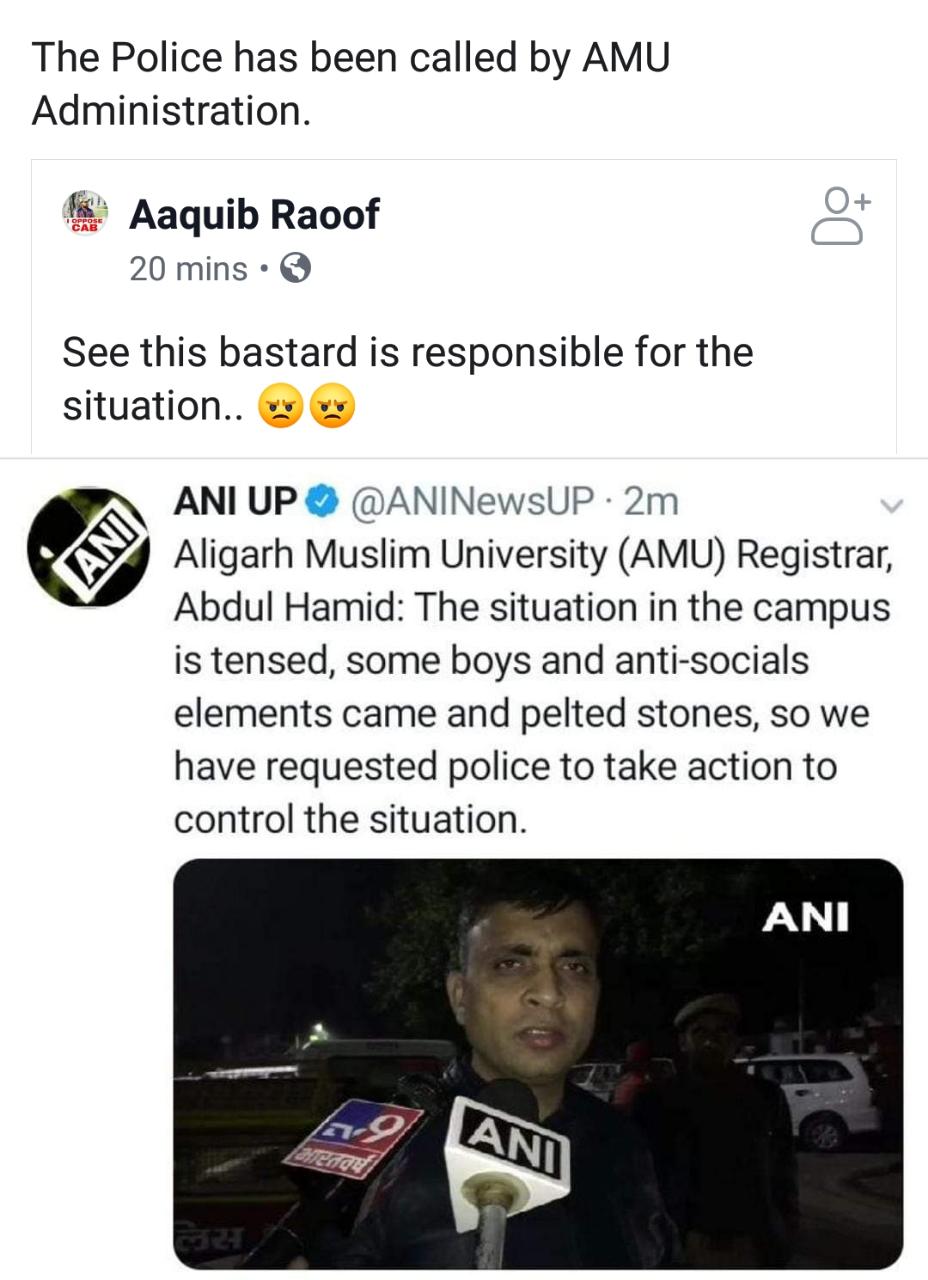 The Police has been called by AMU
Administration.
Aaquib Raoof
I OPPOSE
CAB
20 mins •
See this bastard is responsible for the
situation.. 😠😠
ANI
ANI UP @ANINewsUP · 2m
Aligarh Muslim University (AMU) Registrar,
Abdul Hamid: The situation in the campus
is tensed, some boys and anti-socials
elements came and pelted stones, so we
have requested police to take action to
control the situation.
ANI
9
भारतवर्ष
ANI
लिस